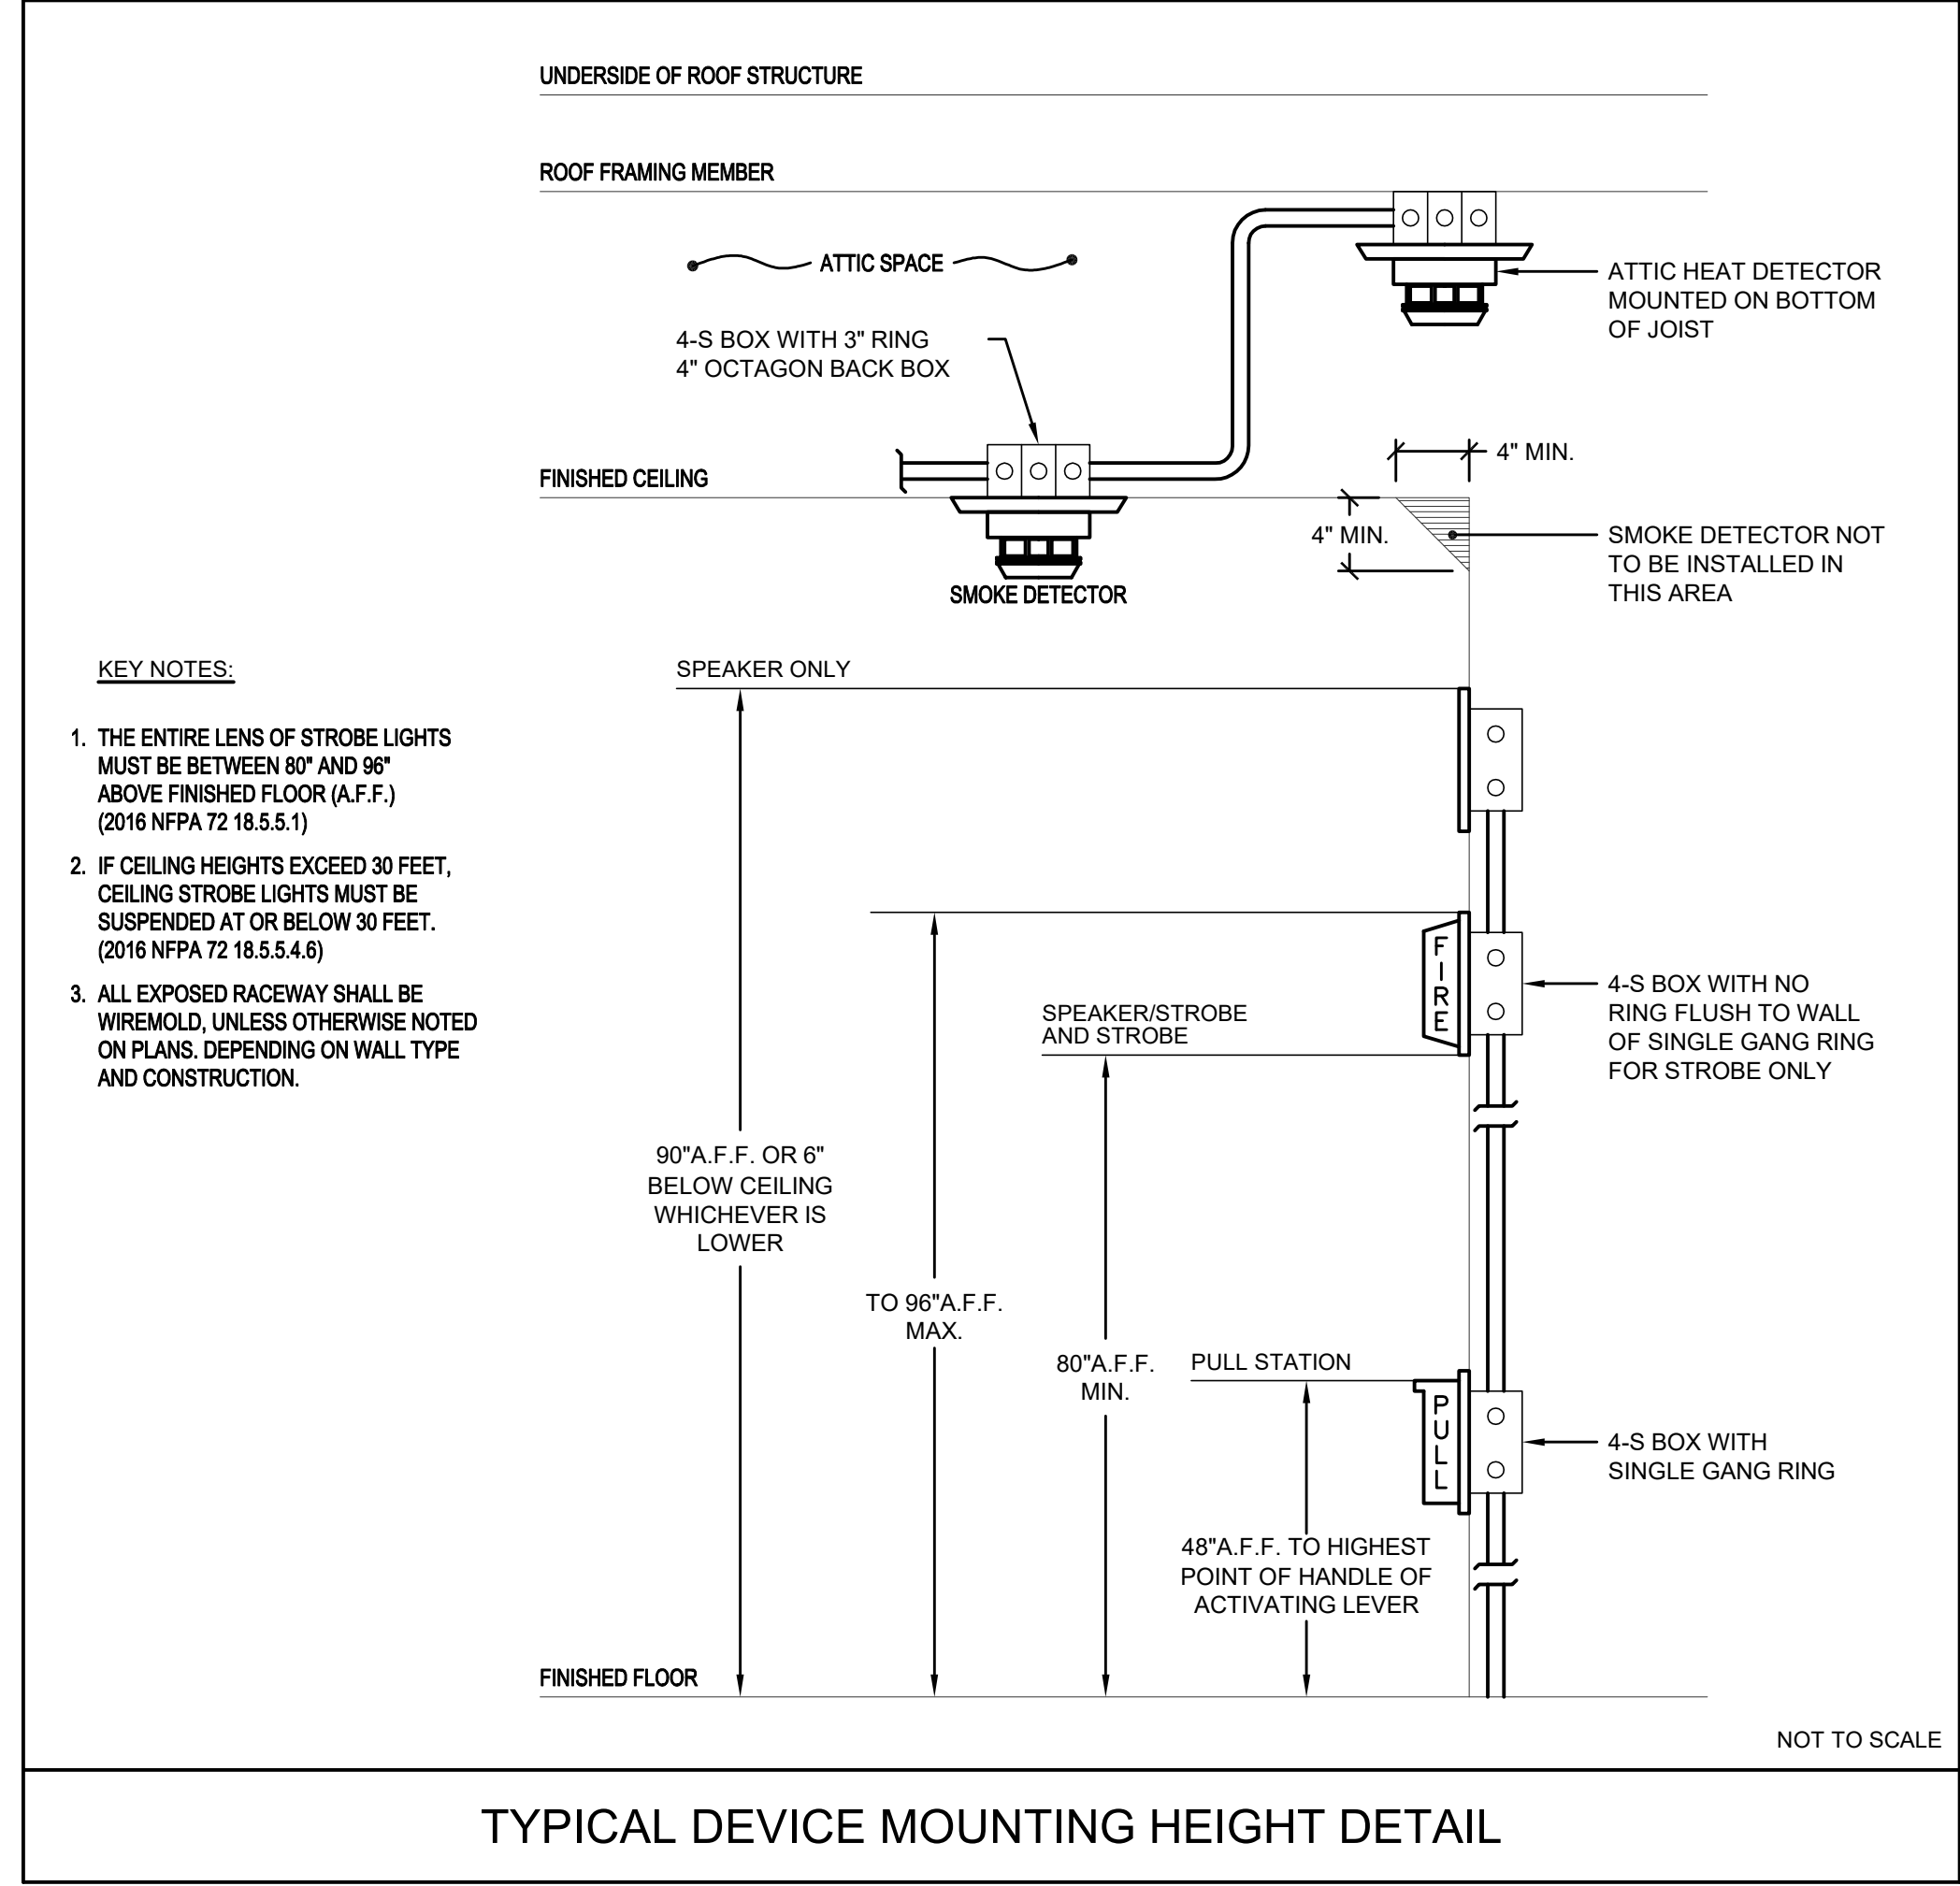 UNDERSIDE OF ROOF STRUCTURE
ROOF FRAMING MEMBER
ATTIC SPACE
ATTIC HEAT DETECTOR
MOUNTED ON BOTTOM
OF JOIST
4-S BOX WITH 3" RING
4" OCTAGON BACK BOX
4" MIN.
FINISHED CEILING
4" MIN.
SMOKE DETECTOR NOT
TO BE INSTALLED IN
THIS AREA
SMOKE DETECTOR
KEY NOTES:
1. THE ENTIRE LENS OF STROBE LIGHTS
MUST BE BETWEEN 80" AND 96"
ABOVE FINISHED FLOOR (A.F.F.)
(2016 NFPA 72 18.5.5.1)
2. IF CEILING HEIGHTS EXCEED 30 FEET,
CEILING STROBE LIGHTS MUST BE
SUSPENDED AT OR BELOW 30 FEET.
(2016 NFPA 72 18.5.5.4.6)
3. ALL EXPOSED RACEWAY SHALL BE
WIREMOLD, UNLESS OTHERWISE NOTED
ON PLANS. DEPENDING ON WALL TYPE
AND CONSTRUCTION.
SPEAKER ONLY
FIRE
4-S BOX WITH NO
RING FLUSH TO WALL
OF SINGLE GANG RING
FOR STROBE ONLY
SPEAKER/STROBE
AND STROBE
90"A.F.F. OR 6"
BELOW CEILING
WHICHEVER IS
LOWER
TO 96"A.F.F.
MAX.
80"A.F.F.
MIN.
PULL STATION
PULL
4-S BOX WITH
SINGLE GANG RING
48"A.F.F. TO HIGHEST
POINT OF HANDLE OF
ACTIVATING LEVER
FINISHED FLOOR
NOT TO SCALE
TYPICAL DEVICE MOUNTING HEIGHT DETAIL